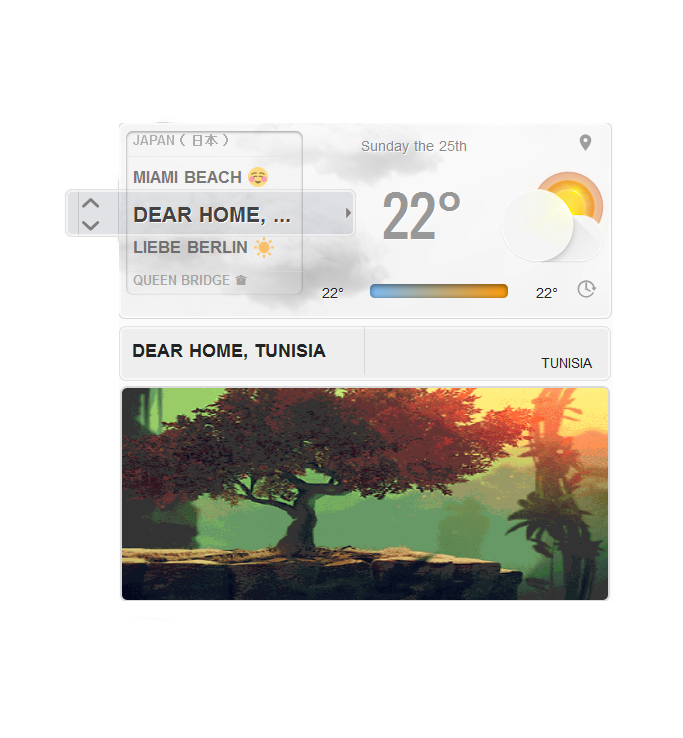 JAPAN ( 日本 )
MIAMI BEACH 😊
DEAR HOME, ...
LIEBE BERLIN ☀️
QUEEN BRIDGE
Sunday the 25th
22°
22°
22°
DEAR HOME, TUNISIA
TUNISIA